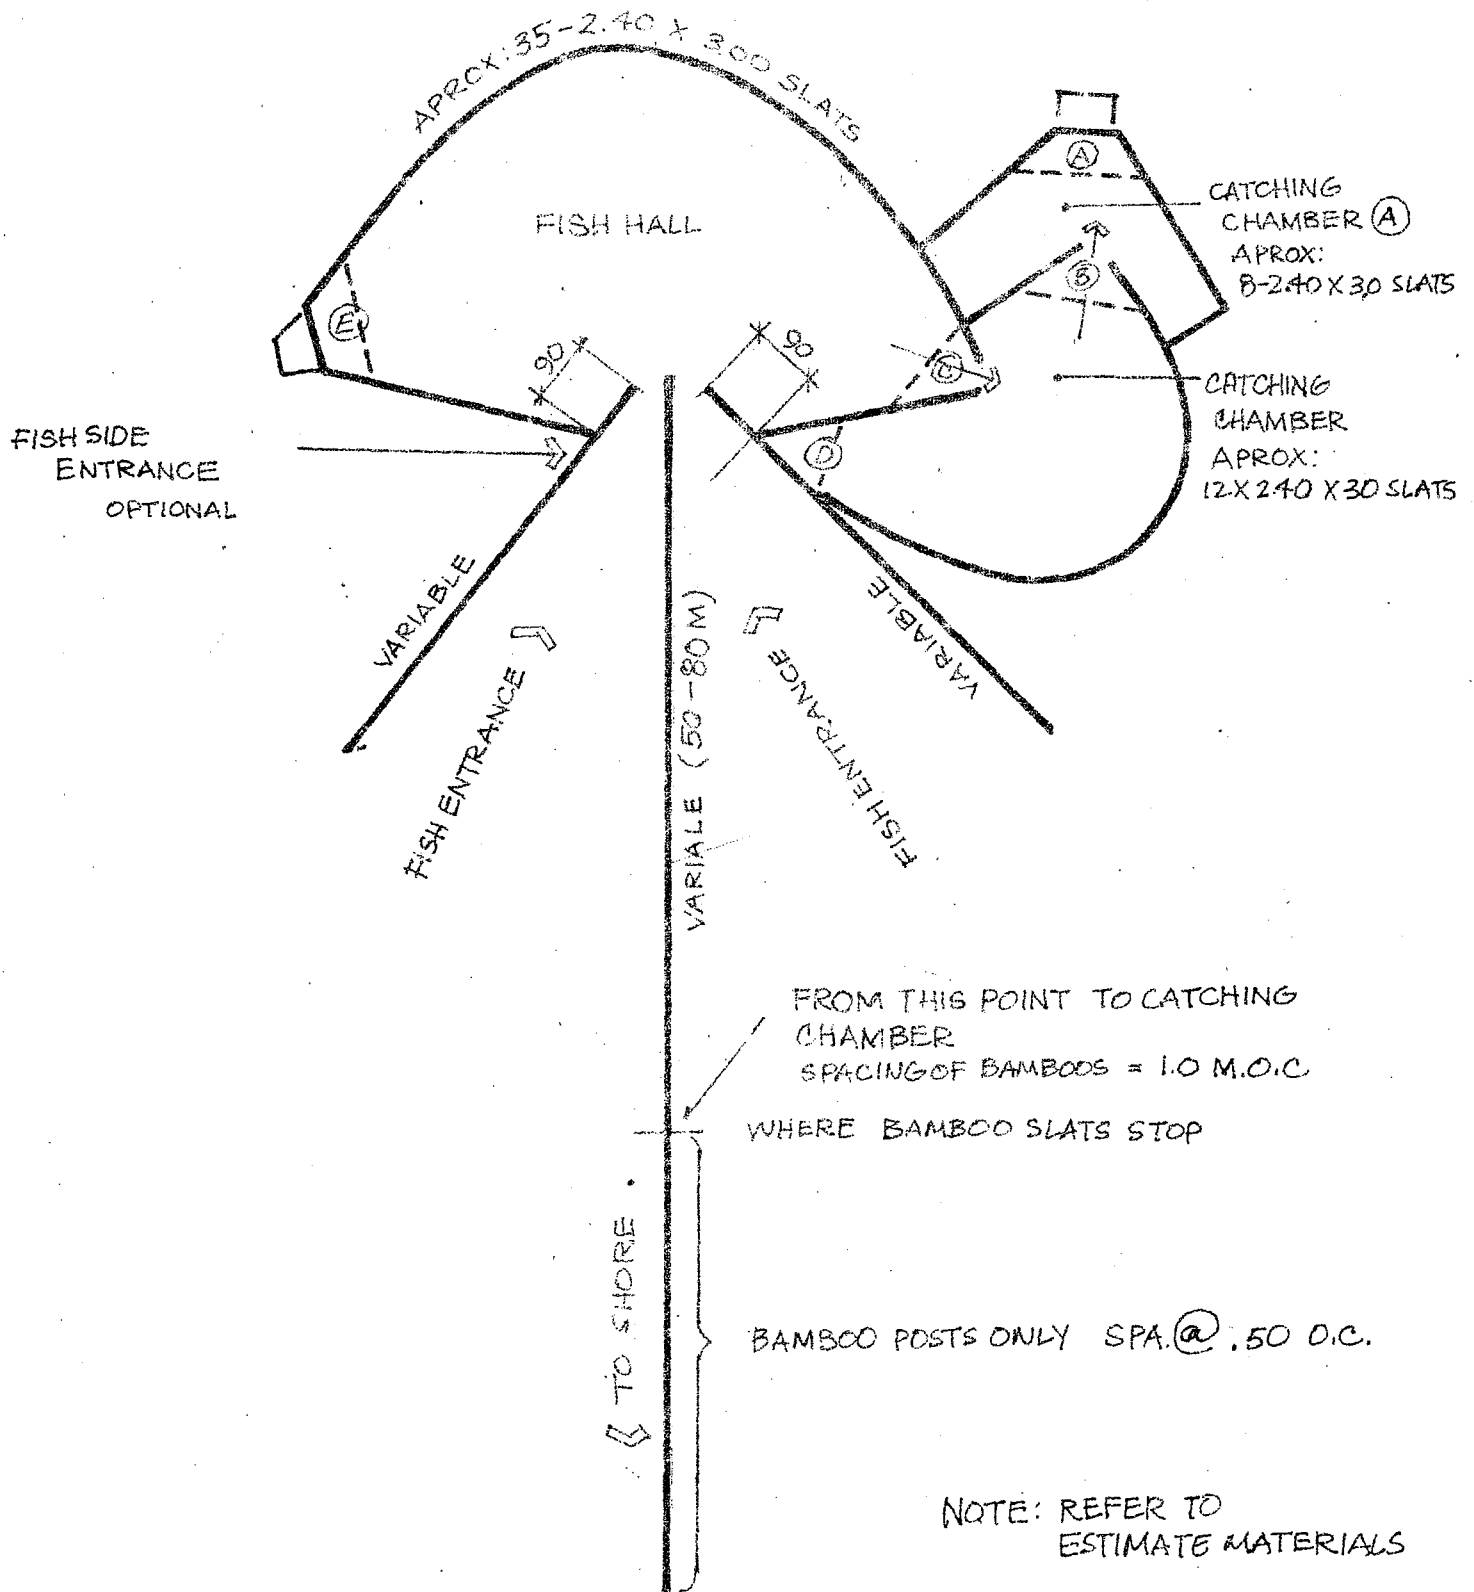 APROX: 35-2.40 X 3.00 SLATS
FISH HALL
A
CATCHING
CHAMBER A
APROX:
8-2.40 X 3.0 SLATS
B
E
90
90
C
CATCHING
CHAMBER
APROX:
12 X 2.40 X 3.0 SLATS
FISH SIDE
ENTRANCE
OPTIONAL
D
VARIABLE
VARIABLE
FISH ENTRANCE
VARIALE (50-80M)
FISH ENTRANCE
FROM THIS POINT TO CATCHING
CHAMBER
SPACING OF BAMBOOS = 1.0 M.O.C
WHERE BAMBOO SLATS STOP
TO SHORE
BAMBOO POSTS ONLY SPA.@ .50 O.C.
NOTE: REFER TO
ESTIMATE MATERIALS